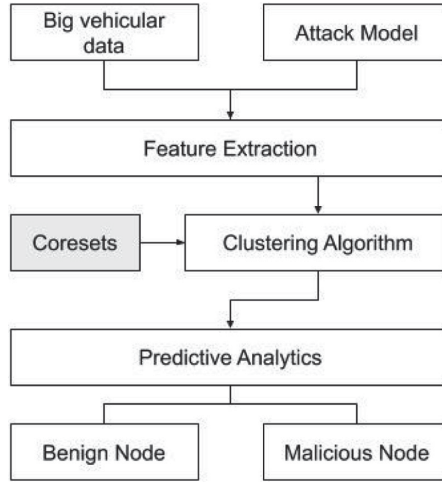 Big vehicular
data
Attack Model
Feature Extraction
Coresets
Clustering Algorithm
Predictive Analytics
Benign Node
Malicious Node